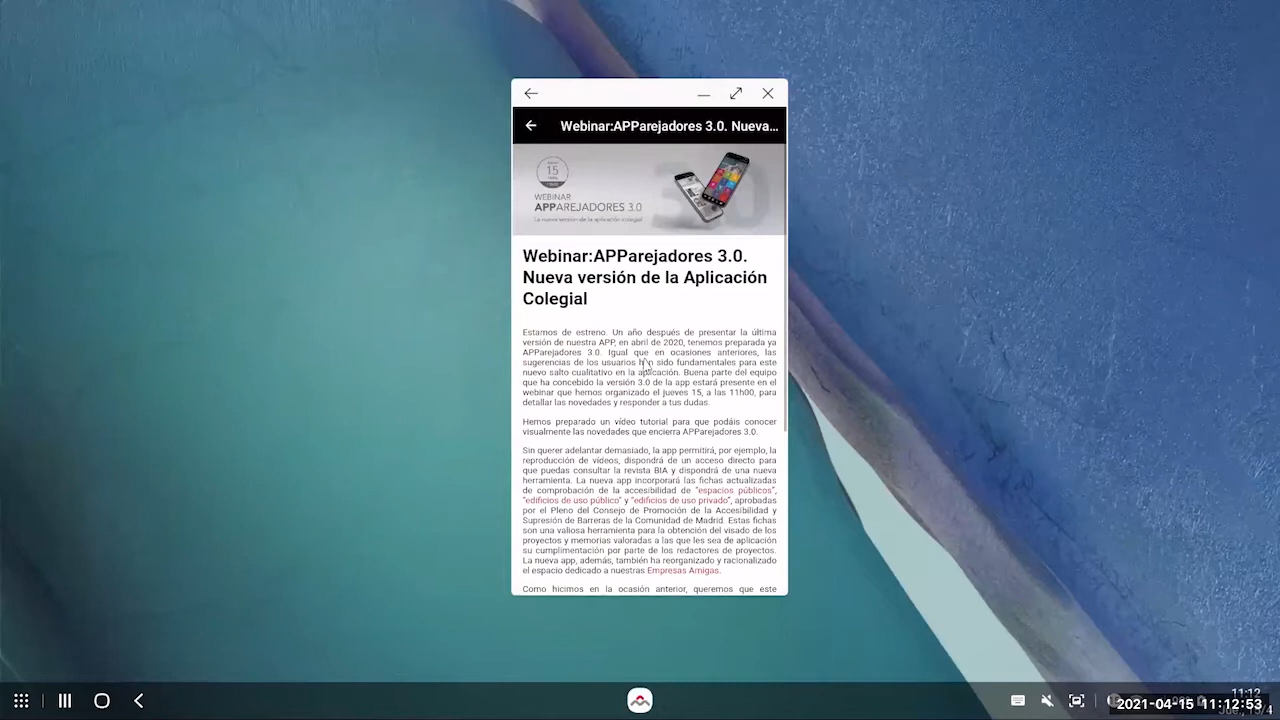 Webinar:APParejadores 3.0. Nueva...
15
WEBINAR
APPAREJADORES 3.0
La nueva versión de la aplicación colegial
Webinar:APParejadores 3.0.
Nueva versión de la Aplicación
Colegial
Estamos de estreno. Un año después de presentar la última
versión de nuestra APP, en abril de 2020, tenemos preparada ya
APParejadores 3.0. Igual que en ocasiones anteriores, las
sugerencias de los usuarios han sido fundamentales para este
nuevo salto cualitativo en la aplicación. Buena parte del equipo
que ha concebido la versión 3.0 de la app estará presente en el
webinar que hemos organizado el jueves 15, a las 11h00, para
detallar las novedades y responder a tus dudas.
Hemos preparado un vídeo tutorial para que podáis conocer
visualmente las novedades que encierra APParejadores 3.0.
Sin querer adelantar demasiado, la app permitirá, por ejemplo, la
reproducción de vídeos, dispondrá de un acceso directo para
que puedas consultar la revista BIA y dispondrá de una nueva
herramienta. La nueva app incorporará las fichas actualizadas
de comprobación de la accesibilidad de "espacios públicos",
"edificios de uso público" y "edificios de uso privado", aprobadas
por el Pleno del Consejo de Promoción de la Accesibilidad y
Supresión de Barreras de la Comunidad de Madrid. Estas fichas
son una valiosa herramienta para la obtención del visado de los
proyectos y memorias valoradas a las que les sea de aplicación
su cumplimentación por parte de los redactores de proyectos.
La nueva app, además, también ha reorganizado y racionalizado
el espacio dedicado a nuestras Empresas Amigas.
Como hicimos en la ocasión anterior, queremos que este
11:12
2021-04-15 11:12:53